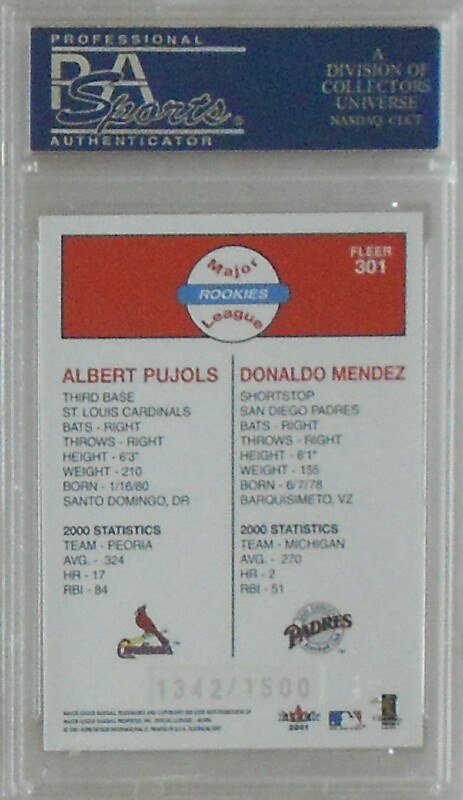 PROFESSIONAL
PSA
Sports®
AUTHENTICATOR
A
DIVISION OF
COLLECTORS
UNIVERSE
NASDAQ: CLCT
FLEER
301
Major
ROOKIES
League
ALBERT PUJOLS
THIRD BASE
ST. LOUIS CARDINALS
BATS - RIGHT
THROWS - RIGHT
HEIGHT - 6'3"
WEIGHT - 210
BORN - 1/16/80
SANTO DOMINGO, DR
2000 STATISTICS
TEAM - PEORIA
AVG. - .324
HR - 17
RBI - 84
Cardinals
DONALDO MENDEZ
SHORTSTOP
SAN DIEGO PADRES
BATS - RIGHT
THROWS - RIGHT
HEIGHT - 6'1"
WEIGHT - 155
BORN - 6/7/78
BARQUISIMETO, VZ
2000 STATISTICS
TEAM - MICHIGAN
AVG. - .270
HR - 2
RBI - 51
PADRES
1342/1500
2001